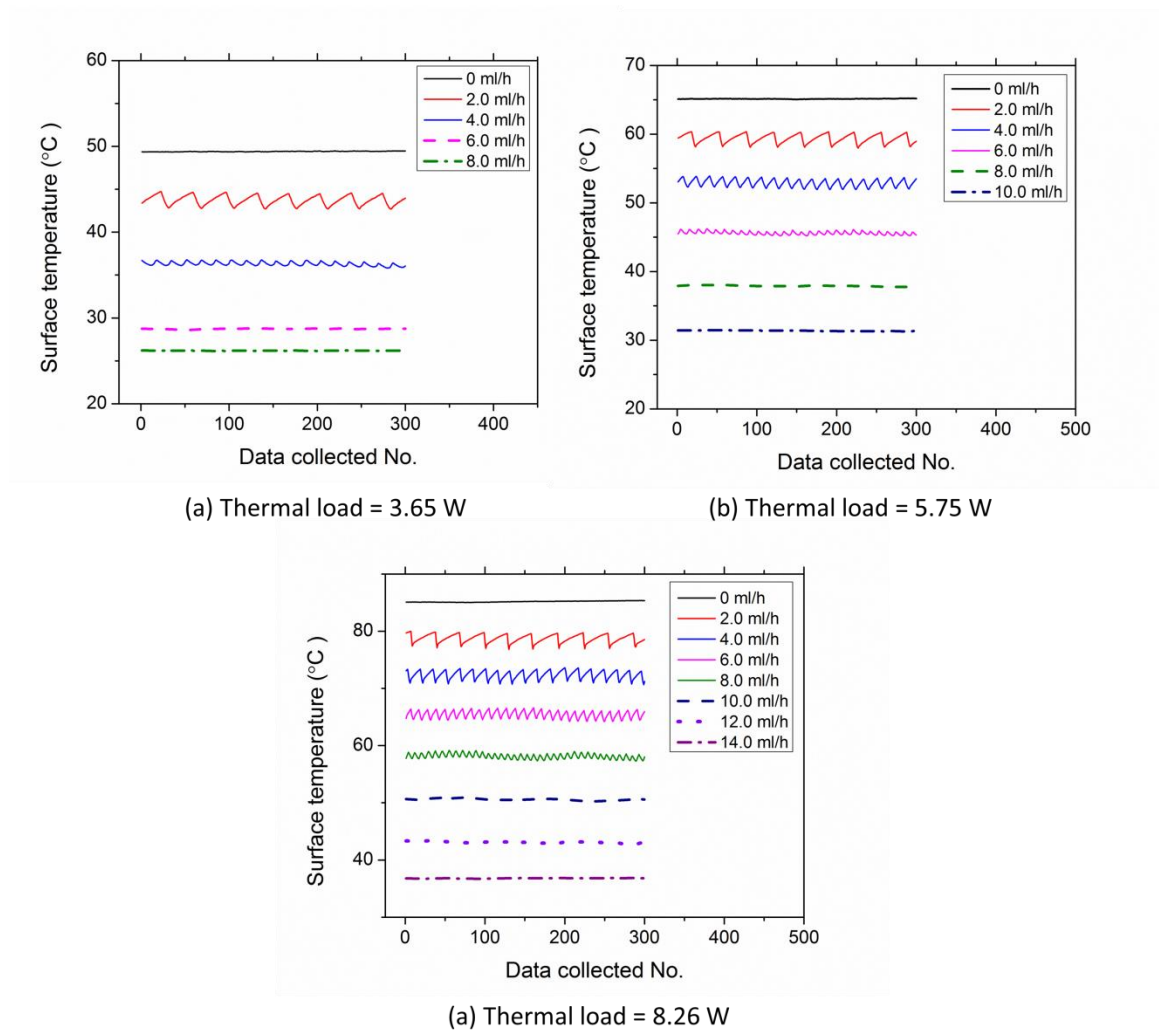 60
50
40
30
20
0 100 200 300 400
Surface temperature (°C )
Data collected No.
0 ml/h
2.0 ml/h
4.0 ml/h
6.0 ml/h
8.0 ml/h
(a) Thermal load = 3.65 W
70
60
50
40
30
20
0 100 200 300 400 500
Surface temperature (°C )
Data collected No.
0 ml/h
2.0 ml/h
4.0 ml/h
6.0 ml/h
8.0 ml/h
10.0 ml/h
(b) Thermal load = 5.75 W
80
60
40
0 100 200 300 400 500
Surface temperature (°C )
Data collected No.
0 ml/h
2.0 ml/h
4.0 ml/h
6.0 ml/h
8.0 ml/h
10.0 ml/h
12.0 ml/h
14.0 ml/h
(a) Thermal load = 8.26 W